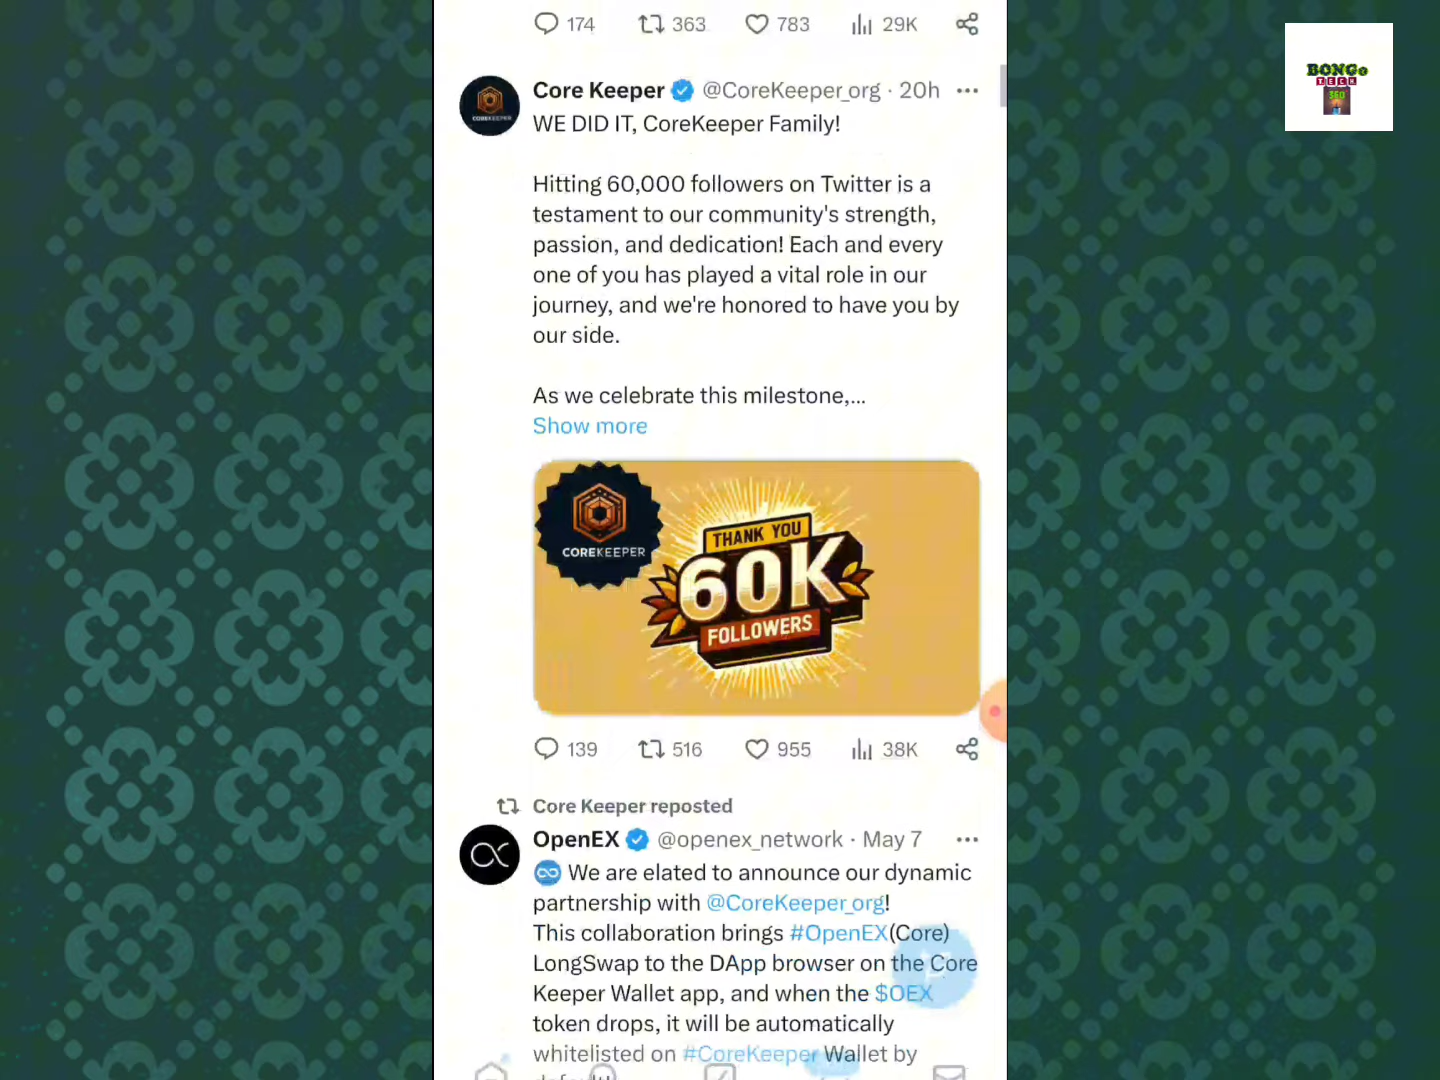 174 363 783 29K
BONGO
TECH
360
Core Keeper @CoreKeeper_org · 20h
WE DID IT, CoreKeeper Family!
Hitting 60,000 followers on Twitter is a
testament to our community's strength,
passion, and dedication! Each and every
one of you has played a vital role in our
journey, and we're honored to have you by
our side.
As we celebrate this milestone,...
Show more
COREKEEPER
THANK YOU
60K
FOLLOWERS
139 516 955 38K
Core Keeper reposted
OpenEX @openex_network · May 7
We are elated to announce our dynamic
partnership with @CoreKeeper_org!
This collaboration brings #OpenEX(Core)
LongSwap to the DApp browser on the Core
Keeper Wallet app, and when the $OEX
token drops, it will be automatically
whitelisted on #CoreKeeper Wallet by
default!